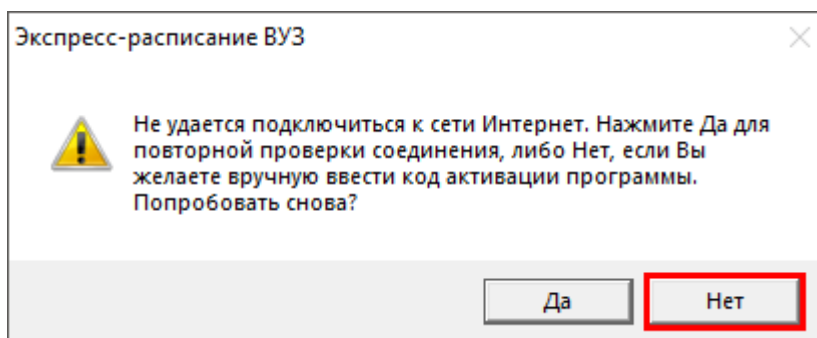 Экспресс-расписание ВУЗ
Не удается подключиться к сети Интернет. Нажмите Да для
повторной проверки соединения, либо Нет, если Вы
желаете вручную ввести код активации программы.
Попробовать снова?
Да
Нет